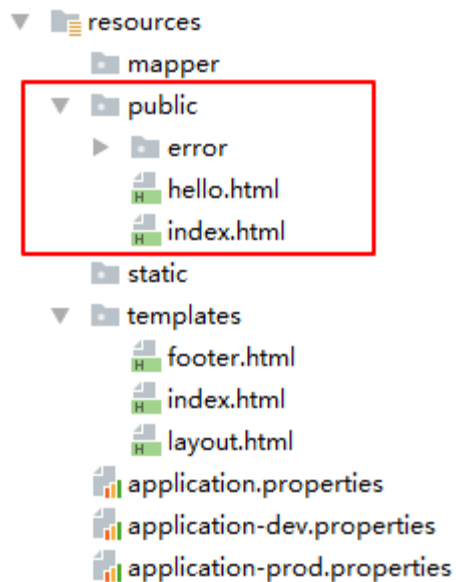 resources
mapper
public
error
hello.html
index.html
static
templates
footer.html
index.html
layout.html
application.properties
application-dev.properties
application-prod.properties